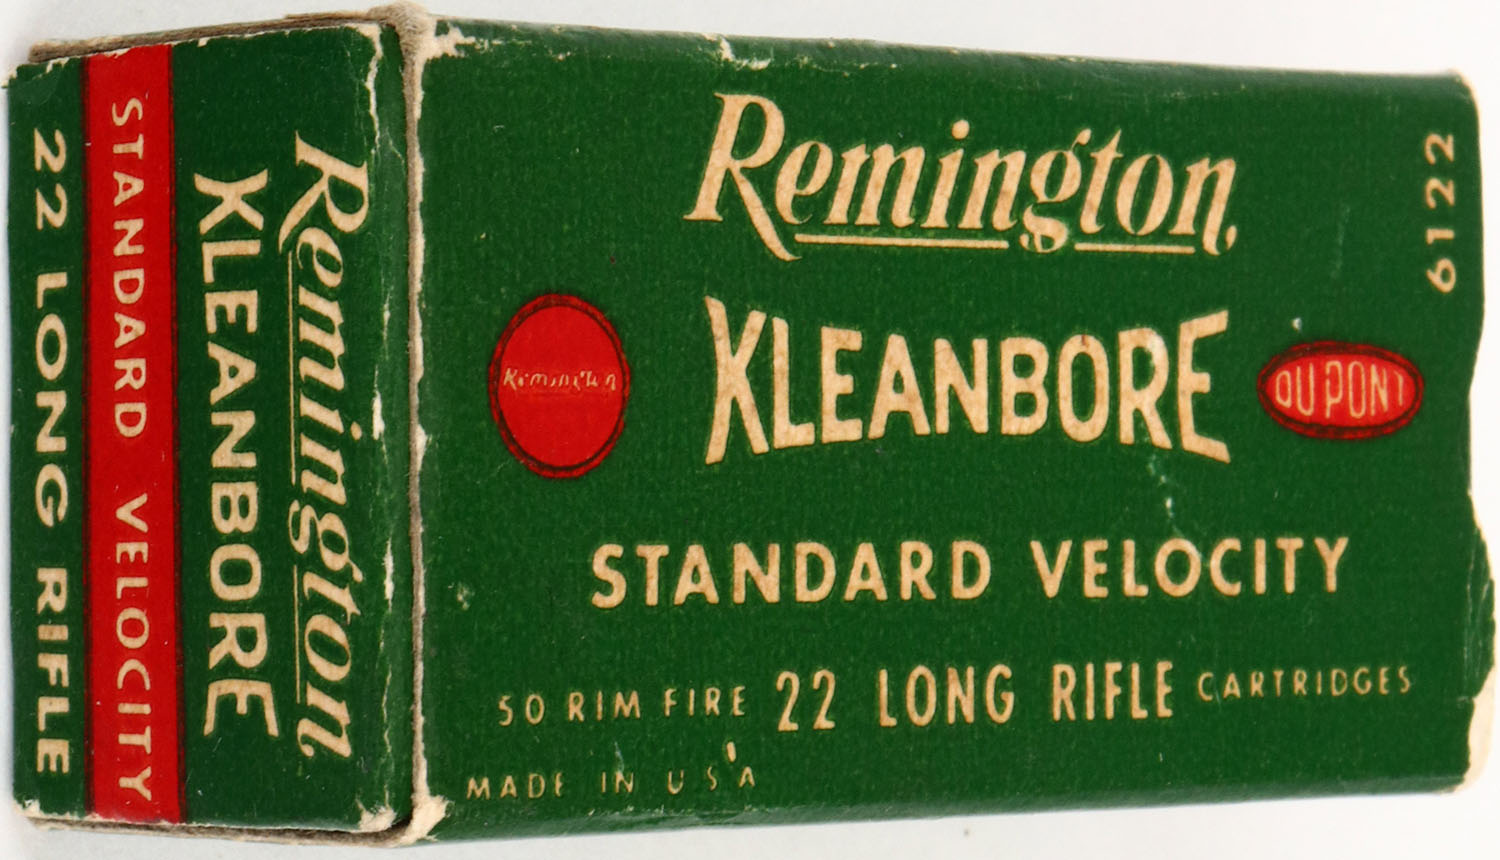 Remington
KLEANBORE
STANDARD VELOCITY
22 LONG RIFLE
Remington
KLEANBORE
Remington
DU PONT
6122
STANDARD VELOCITY
50 RIM FIRE 22 LONG RIFLE CARTRIDGES
MADE IN U S A